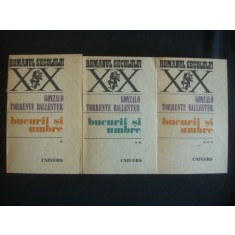 ROMANUL SECOLULUI
XX
GONZALO
TORRENTE BALLESTER
bucurii și
umbre
*
UNIVERS
ROMANUL SECOLULUI
XX
GONZALO
TORRENTE BALLESTER
bucurii și
umbre
**
UNIVERS
ROMANUL SECOLULUI
XX
GONZALO
TORRENTE BALLESTER
bucurii și
umbre
***
UNIVERS